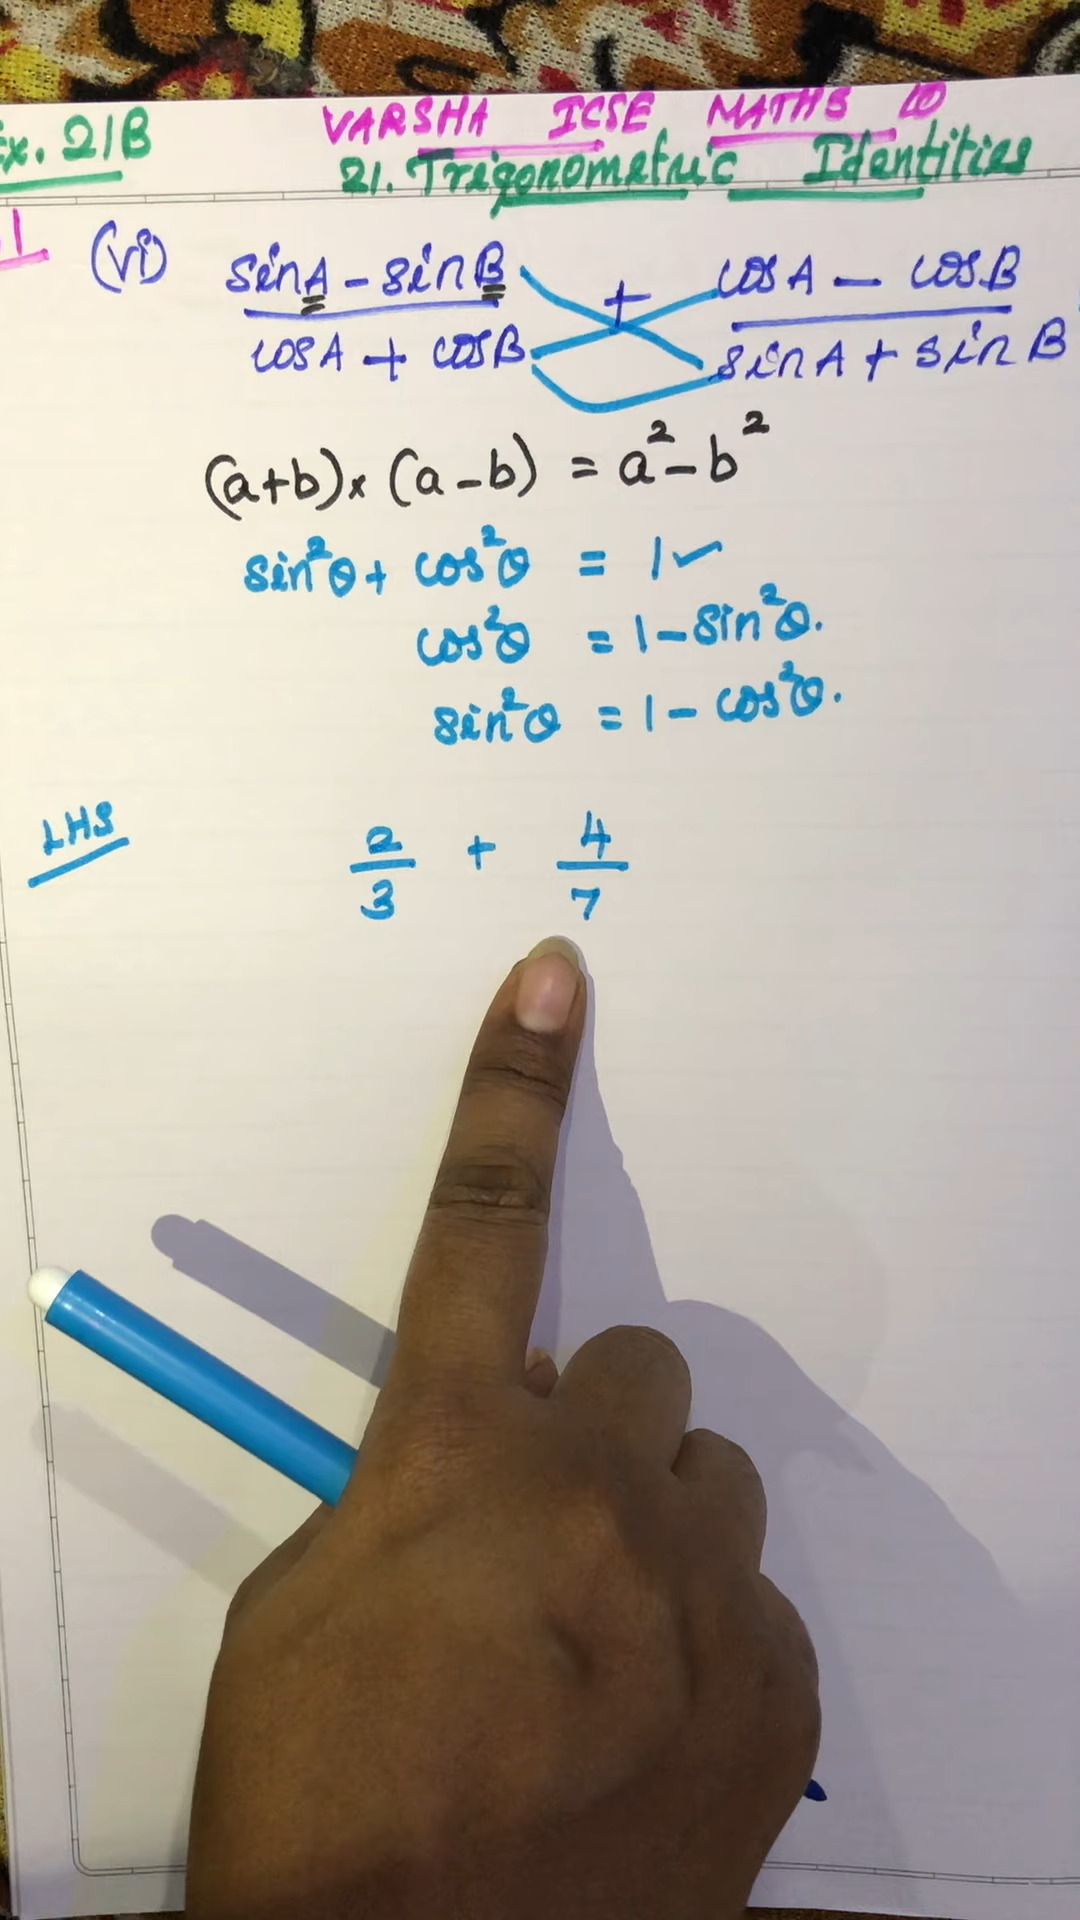 Ex. 21B
VARSHA ICSE MATHS 10
21. Trigonometric Identities
1 (vi) sinA - sinB + cosA - cosB
cosA + cosB sinA + sinB
(a+b)×(a-b) = a²-b²
sin²θ + cos²θ = 1 ✓
cos²θ = 1 - sin²θ.
sin²θ = 1 - cos²θ.
LHS
2 + 4
3 7